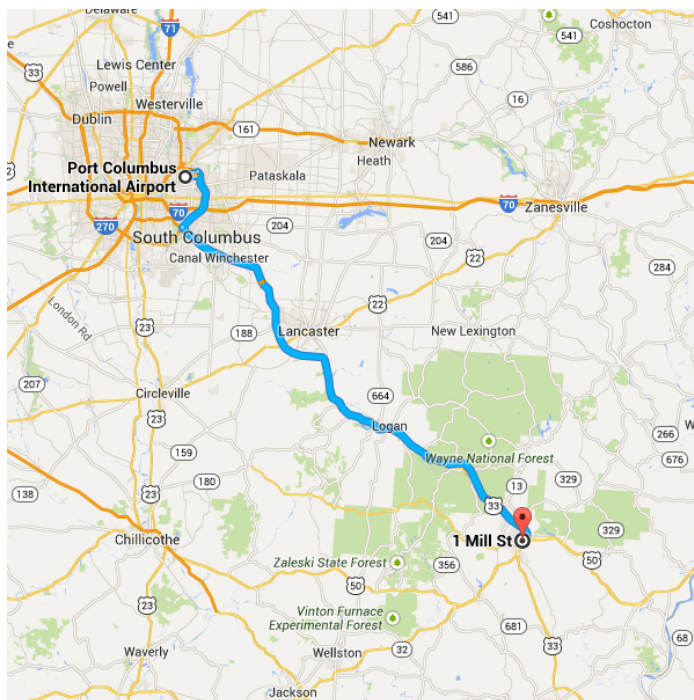 Delaware
541
Coshocton
71
541
33
Lewis Center
586
Powell
Westerville
16
Dublin
161
Newark
Heath
Port Columbus
International Airport
Pataskala
70
70
Zanesville
270
South Columbus
204
204
Canal Winchester
22
284
London Rd
22
23
188
Lancaster
New Lexington
207
Circleville
664
23
Logan
266
159
Wayne National Forest
676
180
13
329
138
33
329
Chillicothe
1 Mill St
Zaleski State Forest
356
50
50
23
Vinton Furnace
Experimental Forest
681
68
33
Waverly
Wellston
32
Jackson